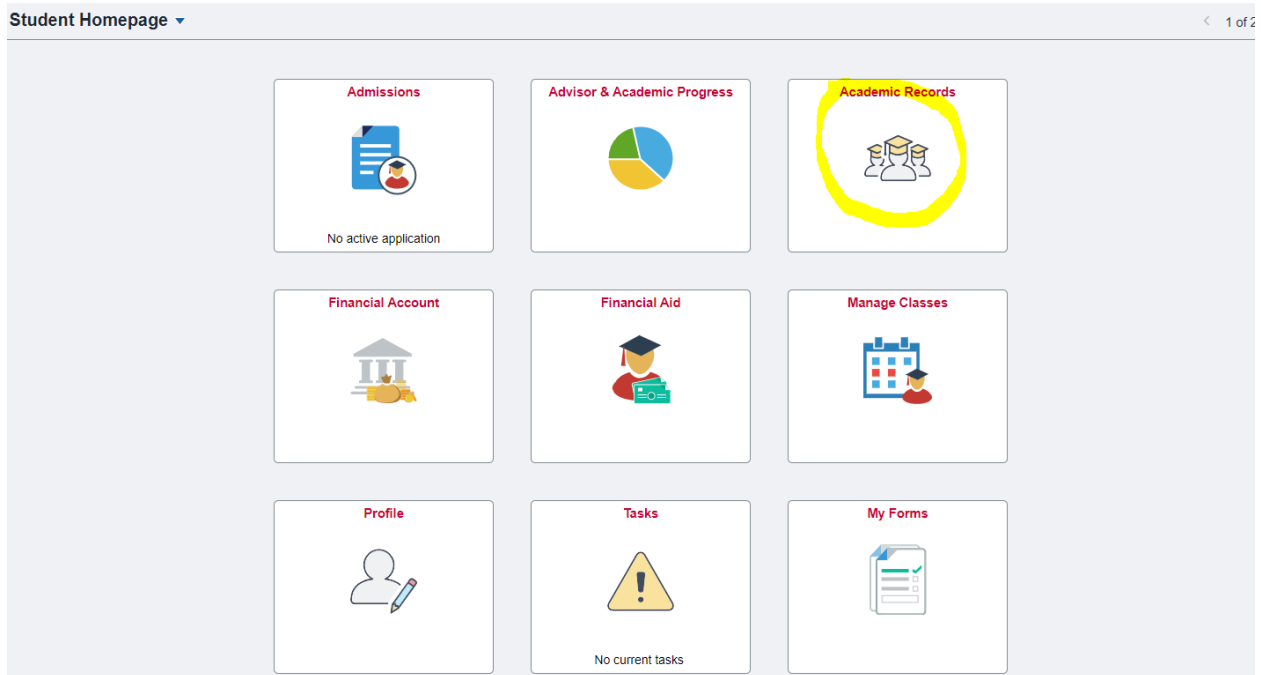 Student Homepage
1 of 2
Admissions
Advisor & Academic Progress
Academic Records
No active application
Financial Account
Financial Aid
Manage Classes
Profile
Tasks
My Forms
No current tasks